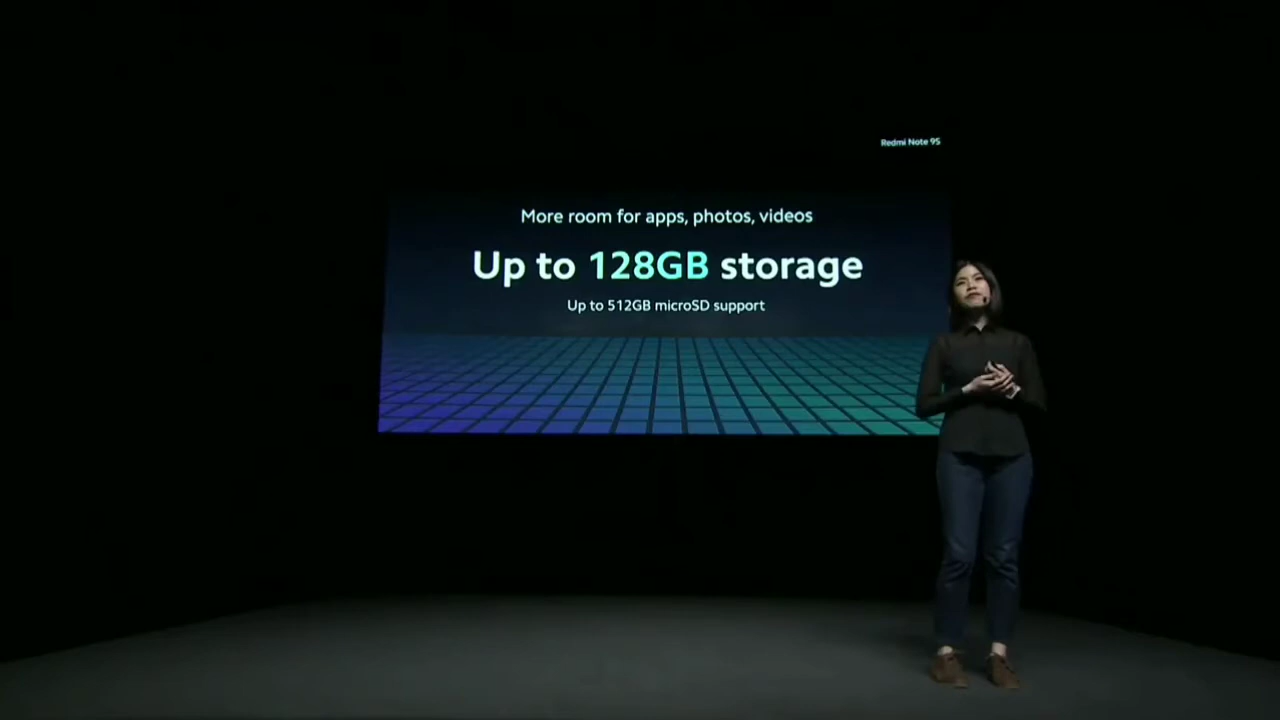 Redmi Note 9S
More room for apps, photos, videos
Up to 128GB storage
Up to 512GB microSD support